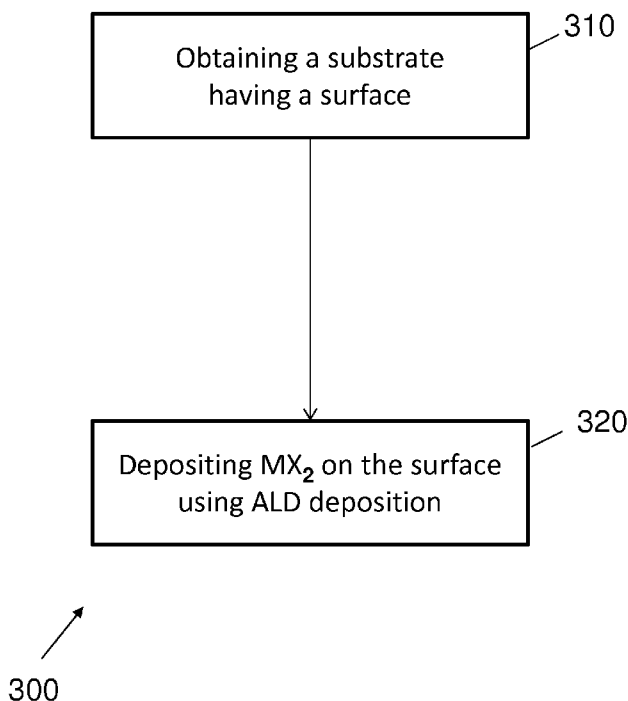 310
Obtaining a substrate
having a surface
320
Depositing MX₂ on the surface
using ALD deposition
300